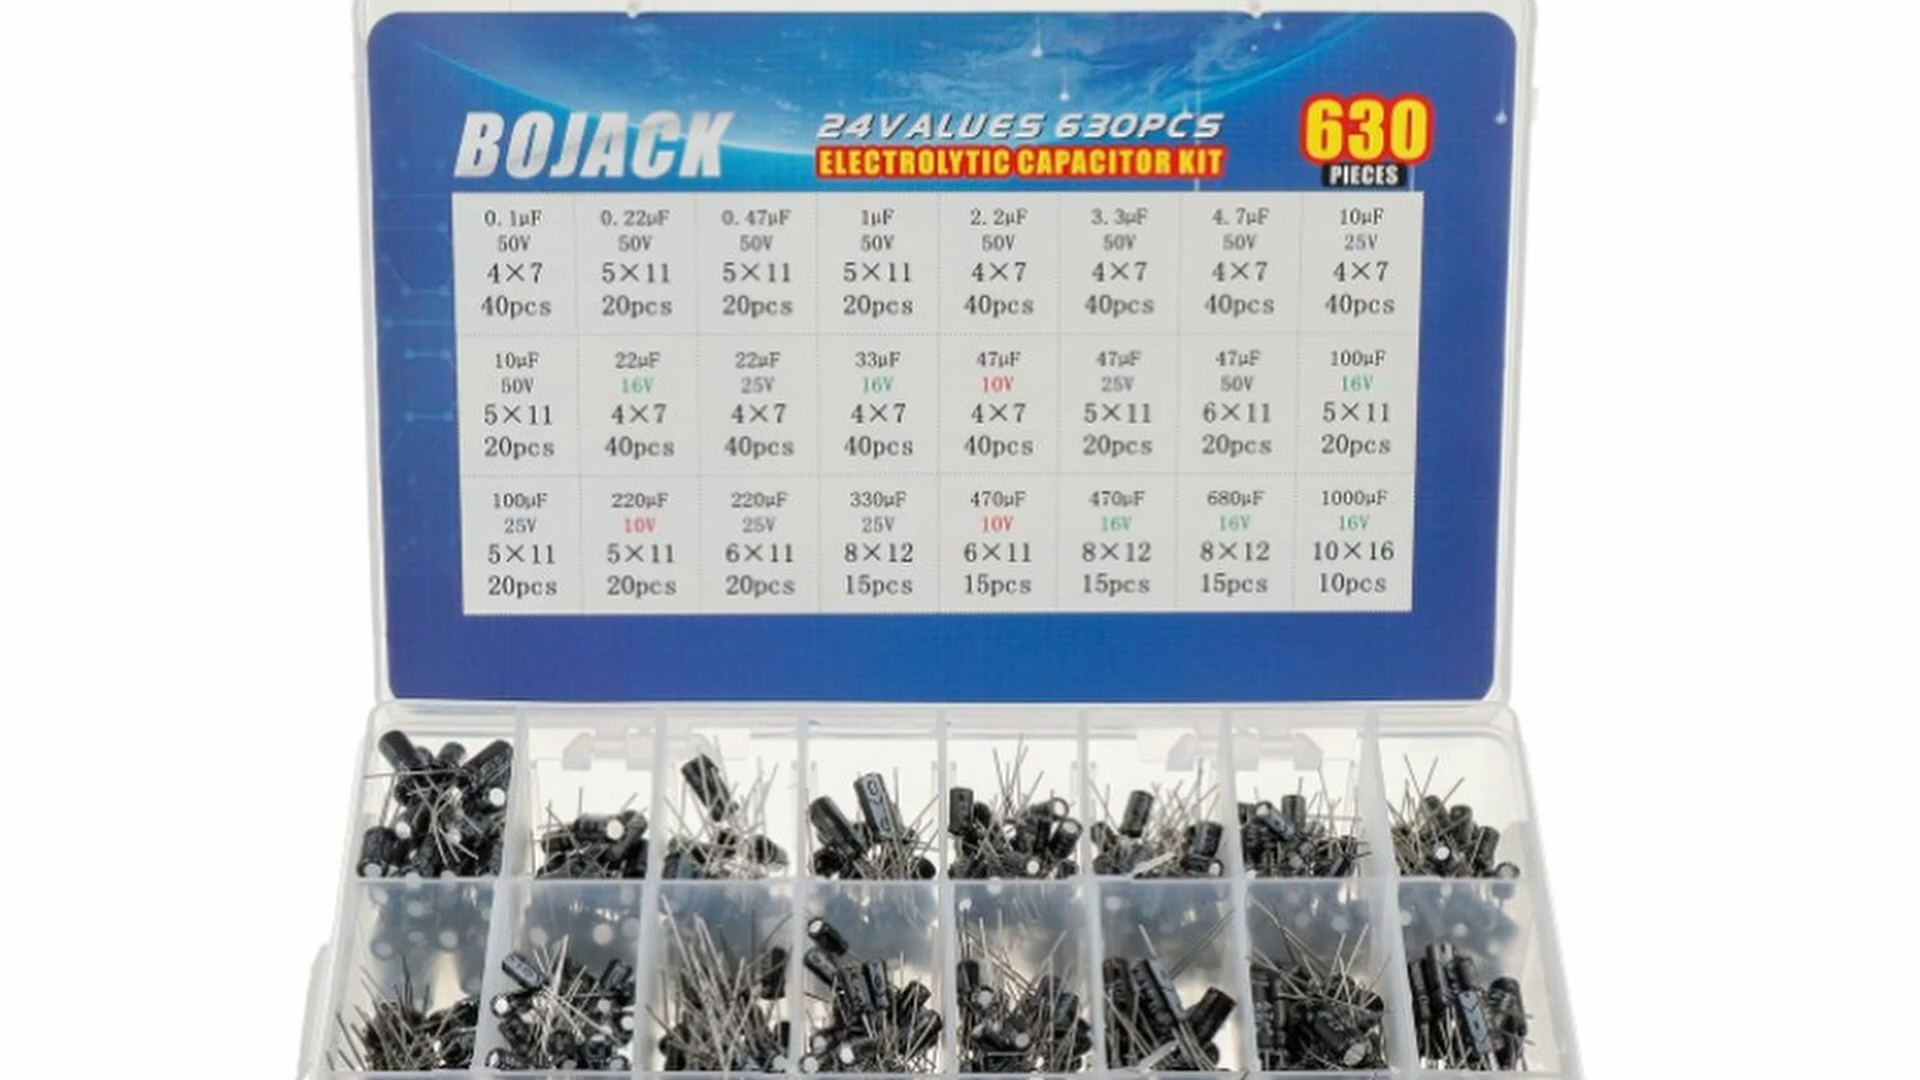 BOJACK
24VALUES 630PCS
ELECTROLYTIC CAPACITOR KIT
630
PIECES
0.1μF 0.22μF 0.47μF 1μF 2.2μF 3.3μF 4.7μF 10μF
50V 50V 50V 50V 50V 50V 50V 25V
4×7 5×11 5×11 5×11 4×7 4×7 4×7 4×7
40pcs 20pcs 20pcs 20pcs 40pcs 40pcs 40pcs 40pcs
10μF 22μF 22μF 33μF 47μF 47μF 47μF 100μF
50V 16V 25V 16V 10V 25V 50V 16V
5×11 4×7 4×7 4×7 4×7 5×11 6×11 5×11
20pcs 40pcs 40pcs 40pcs 40pcs 20pcs 20pcs 20pcs
100μF 220μF 220μF 330μF 470μF 470μF 680μF 1000μF
25V 10V 25V 25V 10V 16V 16V 16V
5×11 5×11 6×11 8×12 6×11 8×12 8×12 10×16
20pcs 20pcs 20pcs 15pcs 15pcs 15pcs 15pcs 10pcs